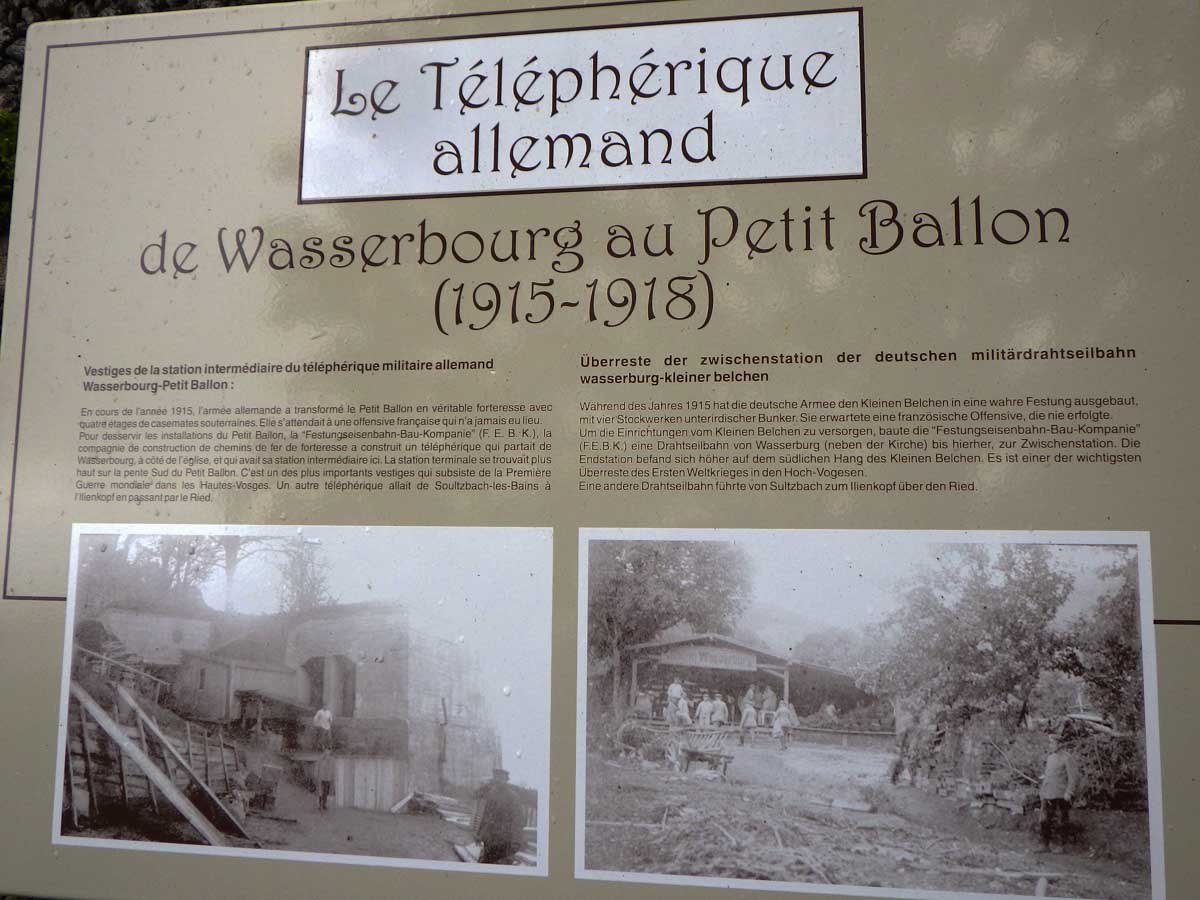 Le Téléphérique
allemand
de Wasserbourg au Petit Ballon
(1915-1918)
Vestiges de la station intermédiaire du téléphérique militaire allemand
Wasserbourg-Petit Ballon :
En cours de l'année 1915, l'armée allemande a transformé le Petit Ballon en véritable forteresse avec
quatre étages de casemates souterraines. Elle s'attendait à une offensive française qui n'a jamais eu lieu.
Pour desservir les installations du Petit Ballon, la "Festungseisenbahn-Bau-Kompanie" (F. E. B. K.), la
compagnie de construction de chemins de fer de forteresse a construit un téléphérique qui partait de
Wasserbourg, à côté de l'église, et qui avait sa station intermédiaire ici. La station terminale se trouvait plus
haut sur la pente Sud du Petit Ballon. C'est un des plus importants vestiges qui subsiste de la Première
Guerre mondiale dans les Hautes-Vosges. Un autre téléphérique allait de Soultzbach-les-Bains à
l'Ilienkopf en passant par le Ried.
Überreste der zwischenstation der deutschen militärdrahtseilbahn
wasserburg-kleiner belchen
Während des Jahres 1915 hat die deutsche Armee den Kleinen Belchen in eine wahre Festung ausgebaut,
mit vier Stockwerken unterirdischer Bunker. Sie erwartete eine französische Offensive, die nie erfolgte.
Um die Einrichtungen vom Kleinen Belchen zu versorgen, baute die "Festungseisenbahn-Bau-Kompanie"
(F.E.B.K.) eine Drahtseilbahn von Wasserburg (neben der Kirche) bis hierher, zur Zwischenstation. Die
Endstation befand sich höher auf dem südlichen Hang des Kleinen Belchen. Es ist einer der wichtigsten
Überreste des Ersten Weltkrieges in den Hoch-Vogesen.
Eine andere Drahtseilbahn führte von Sultzbach zum Ilienkopf über den Ried.